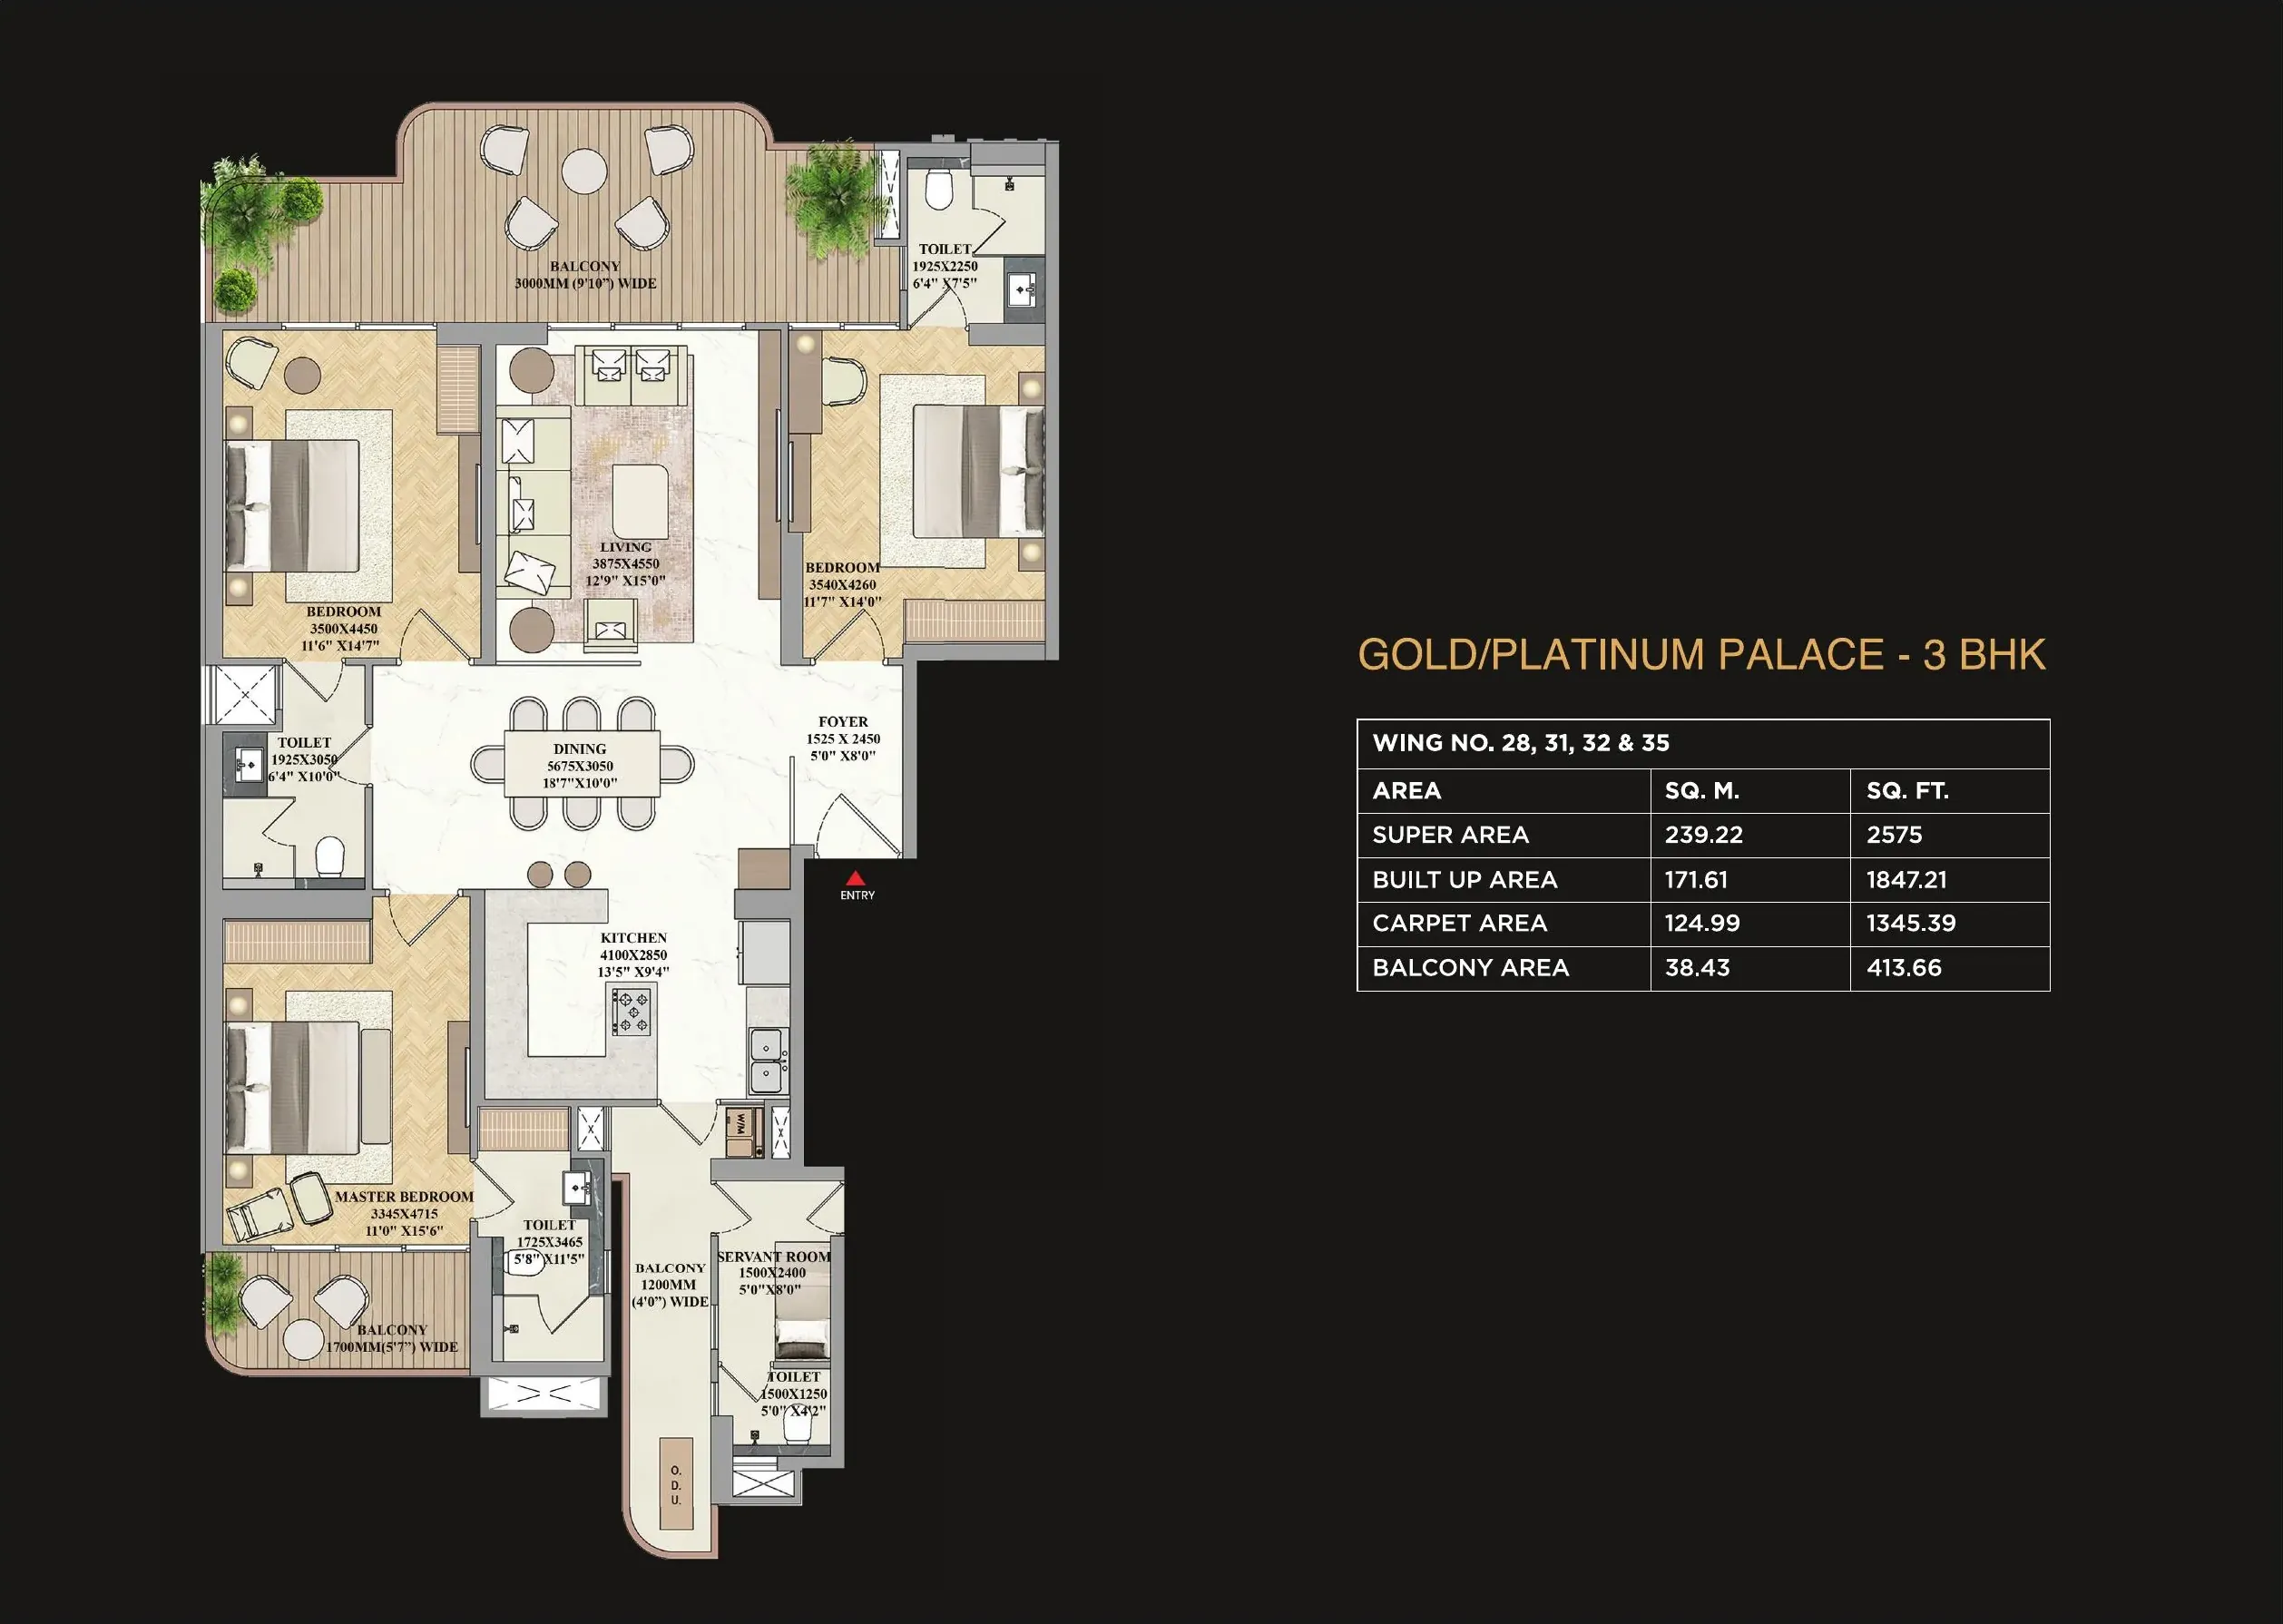 BALCONY
3000MM (9'10") WIDE
TOILET
1925X2250
6'4" X7'5"
BEDROOM
3500X4450
11'6" X14'7"
LIVING
3875X4550
12'9" X15'0"
BEDROOM
3540X4260
11'7" X14'0"
TOILET
1925X3050
6'4" X10'0"
DINING
5675X3050
18'7"X10'0"
FOYER
1525 X 2450
5'0" X8'0"
ENTRY
KITCHEN
4100X2850
13'5" X9'4"
W/M
MASTER BEDROOM
3345X4715
11'0" X15'6"
TOILET
1725X3465
5'8" X11'5"
BALCONY
1200MM
(4'0") WIDE
SERVANT ROOM
1500X2400
5'0"X8'0"
BALCONY
1700MM(5'7") WIDE
TOILET
1500X1250
5'0" X4'2"
O.
D.
U.
GOLD/PLATINUM PALACE - 3 BHK
WING NO. 28, 31, 32 & 35
AREA SQ. M. SQ. FT.
SUPER AREA 239.22 2575
BUILT UP AREA 171.61 1847.21
CARPET AREA 124.99 1345.39
BALCONY AREA 38.43 413.66